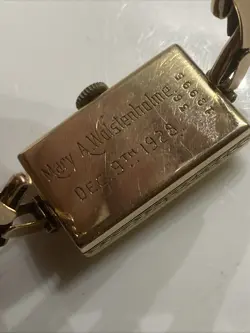 Mary A. Wolstenholme
DEC. 9TH 1928.